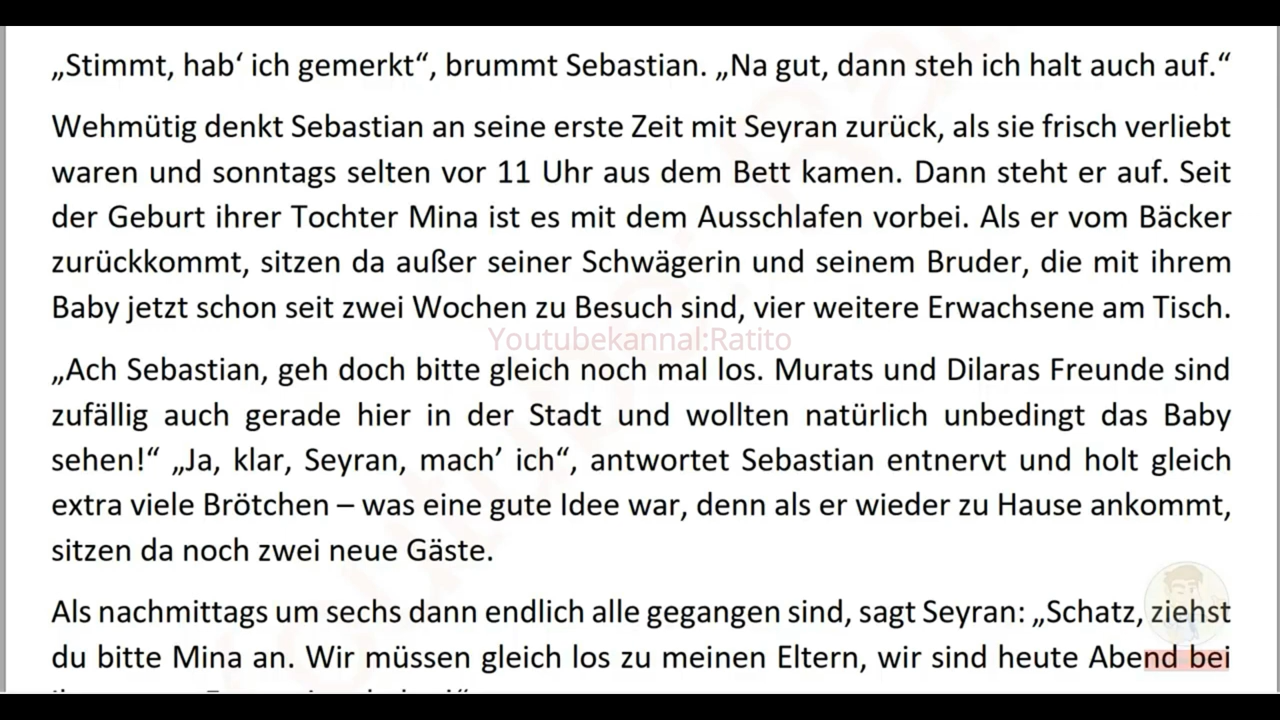 „Stimmt, hab‘ ich gemerkt“, brummt Sebastian. „Na gut, dann steh ich halt auch auf.“
Wehmütig denkt Sebastian an seine erste Zeit mit Seyran zurück, als sie frisch verliebt
waren und sonntags selten vor 11 Uhr aus dem Bett kamen. Dann steht er auf. Seit
der Geburt ihrer Tochter Mina ist es mit dem Ausschlafen vorbei. Als er vom Bäcker
zurückkommt, sitzen da außer seiner Schwägerin und seinem Bruder, die mit ihrem
Baby jetzt schon seit zwei Wochen zu Besuch sind, vier weitere Erwachsene am Tisch.
Youtubekannal:Ratito
„Ach Sebastian, geh doch bitte gleich noch mal los. Murats und Dilaras Freunde sind
zufällig auch gerade hier in der Stadt und wollten natürlich unbedingt das Baby
sehen!“ „Ja, klar, Seyran, mach’ ich“, antwortet Sebastian entnervt und holt gleich
extra viele Brötchen – was eine gute Idee war, denn als er wieder zu Hause ankommt,
sitzen da noch zwei neue Gäste.
Als nachmittags um sechs dann endlich alle gegangen sind, sagt Seyran: „Schatz, ziehst
du bitte Mina an. Wir müssen gleich los zu meinen Eltern, wir sind heute Abend bei